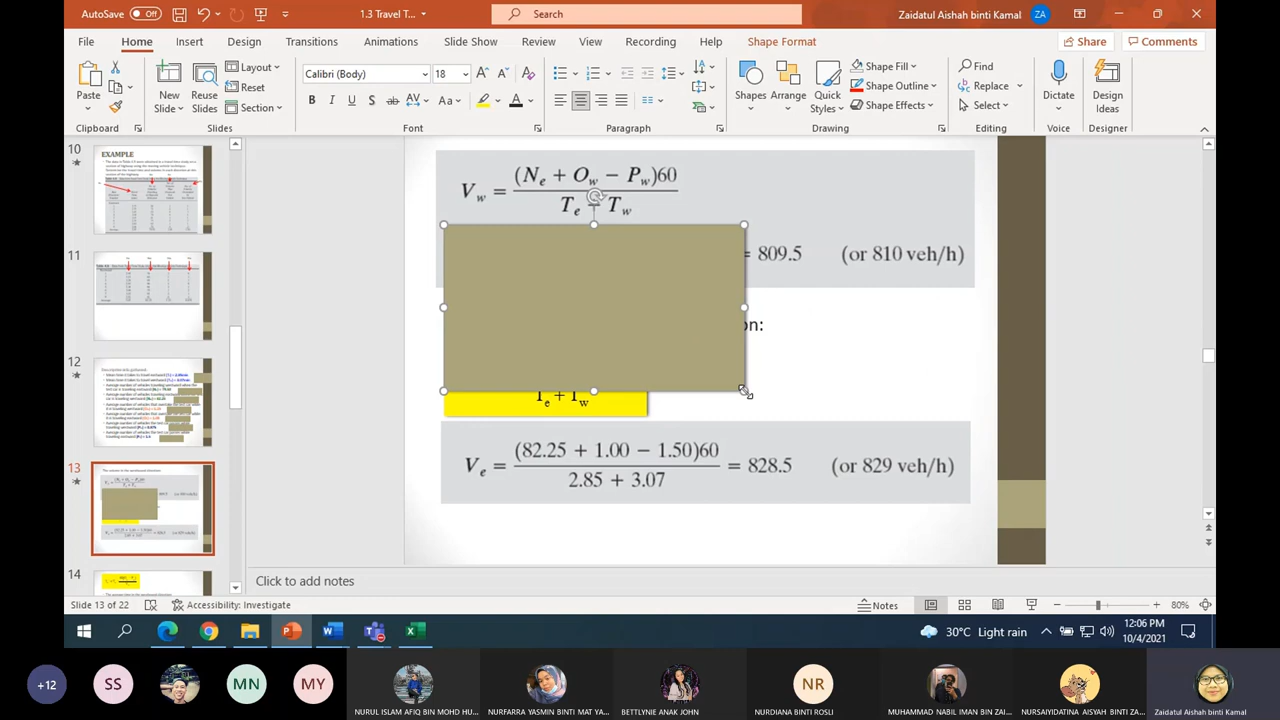 AutoSave Off
1.3 Travel T...
Search
Zaidatul Aishah binti Kamal ZA
File Home Insert Design Transitions Animations Slide Show Review View Recording Help Shape Format
Share Comments
Paste
New
Slide
Reuse
Slides
Layout
Reset
Section
Calibri (Body) 18
Shapes
Arrange
Quick
Styles
Shape Fill
Shape Outline
Shape Effects
Find
Replace
Select
Dictate
Design
Ideas
Clipboard Slides Font Paragraph Drawing Editing Voice Designer
10
EXAMPLE
11
12
13
14
V_w = (N_e + O_w − P_w)60
T_e + T_w
= 809.5 (or 810 veh/h)
on:
T_e + T_w
V_e = (82.25 + 1.00 − 1.50)60 = 828.5 (or 829 veh/h)
2.85 + 3.07
Click to add notes
Slide 13 of 22 Accessibility: Investigate Notes 80%
30°C Light rain
12:06 PM
10/4/2021
+12 SS MN MY NR
NURUL ISLAM AFIQ BIN MOHD HU...
NURFARRA YASMIN BINTI MAT YA...
BETTLYNIE ANAK JOHN
NURDIANA BINTI ROSLI
MUHAMMAD NABIL IMAN BIN ZAI...
NURSAIYIDATINA AISYAH BINTI ZA...
Zaidatul Aishah binti Kamal